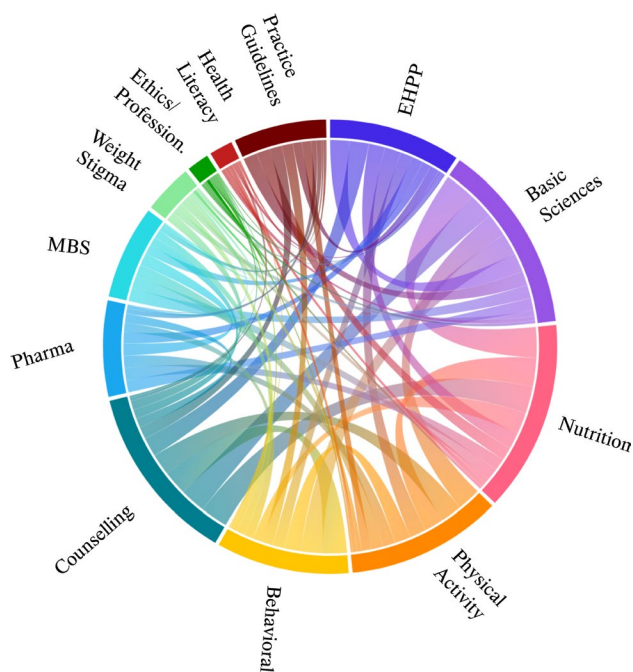 Practice
Guidelines
EHPP
Basic
Sciences
Nutrition
Physical
Activity
Behavioral
Counselling
Pharma
MBS
Weight
Stigma
Ethics/
Profession.
Health
Literacy